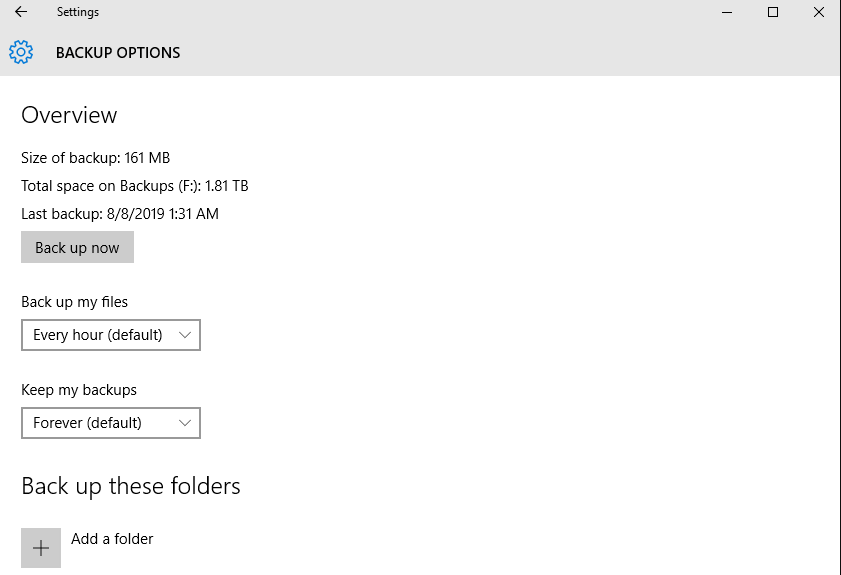 Settings
BACKUP OPTIONS
Overview
Size of backup: 161 MB
Total space on Backups (F:): 1.81 TB
Last backup: 8/8/2019 1:31 AM
Back up now
Back up my files
Every hour (default)
Keep my backups
Forever (default)
Back up these folders
Add a folder